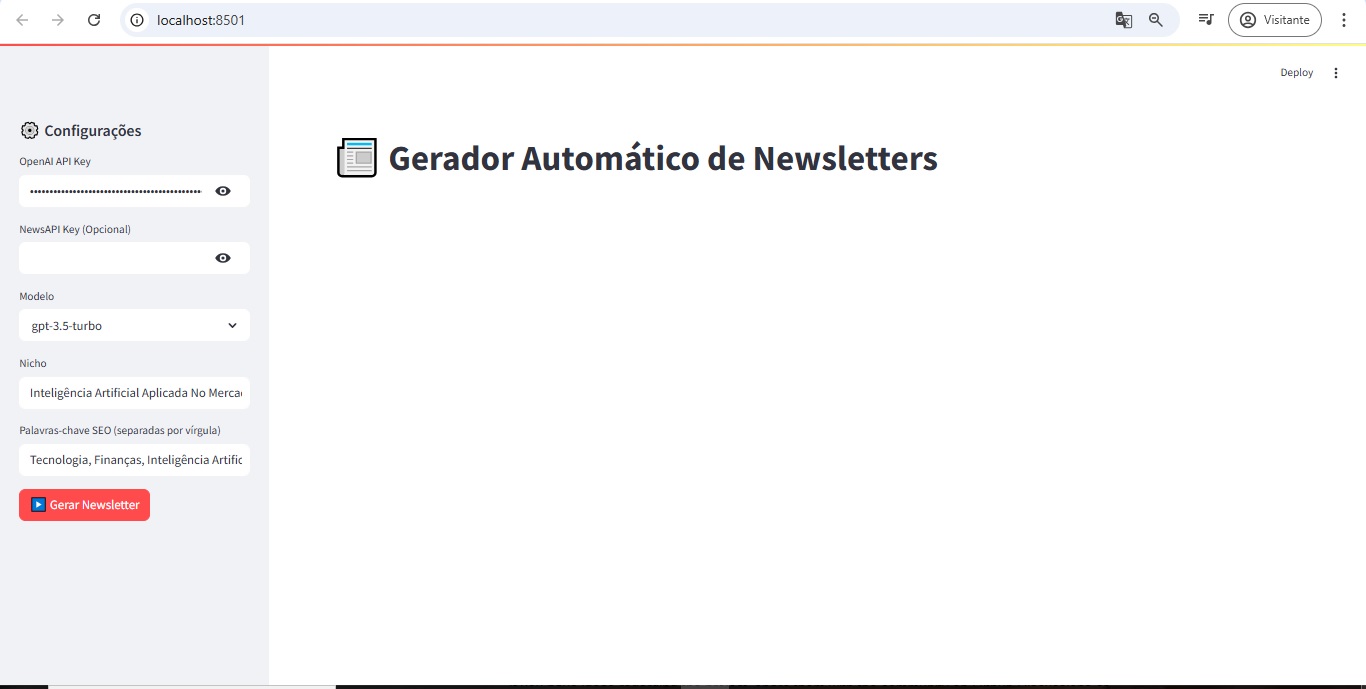 localhost:8501
Visitante
Deploy
Configurações
OpenAI API Key
NewsAPI Key (Opcional)
Modelo
gpt-3.5-turbo
Nicho
Inteligência Artificial Aplicada No Merca
Palavras-chave SEO (separadas por vírgula)
Tecnologia, Finanças, Inteligência Artific
Gerar Newsletter
Gerador Automático de Newsletters